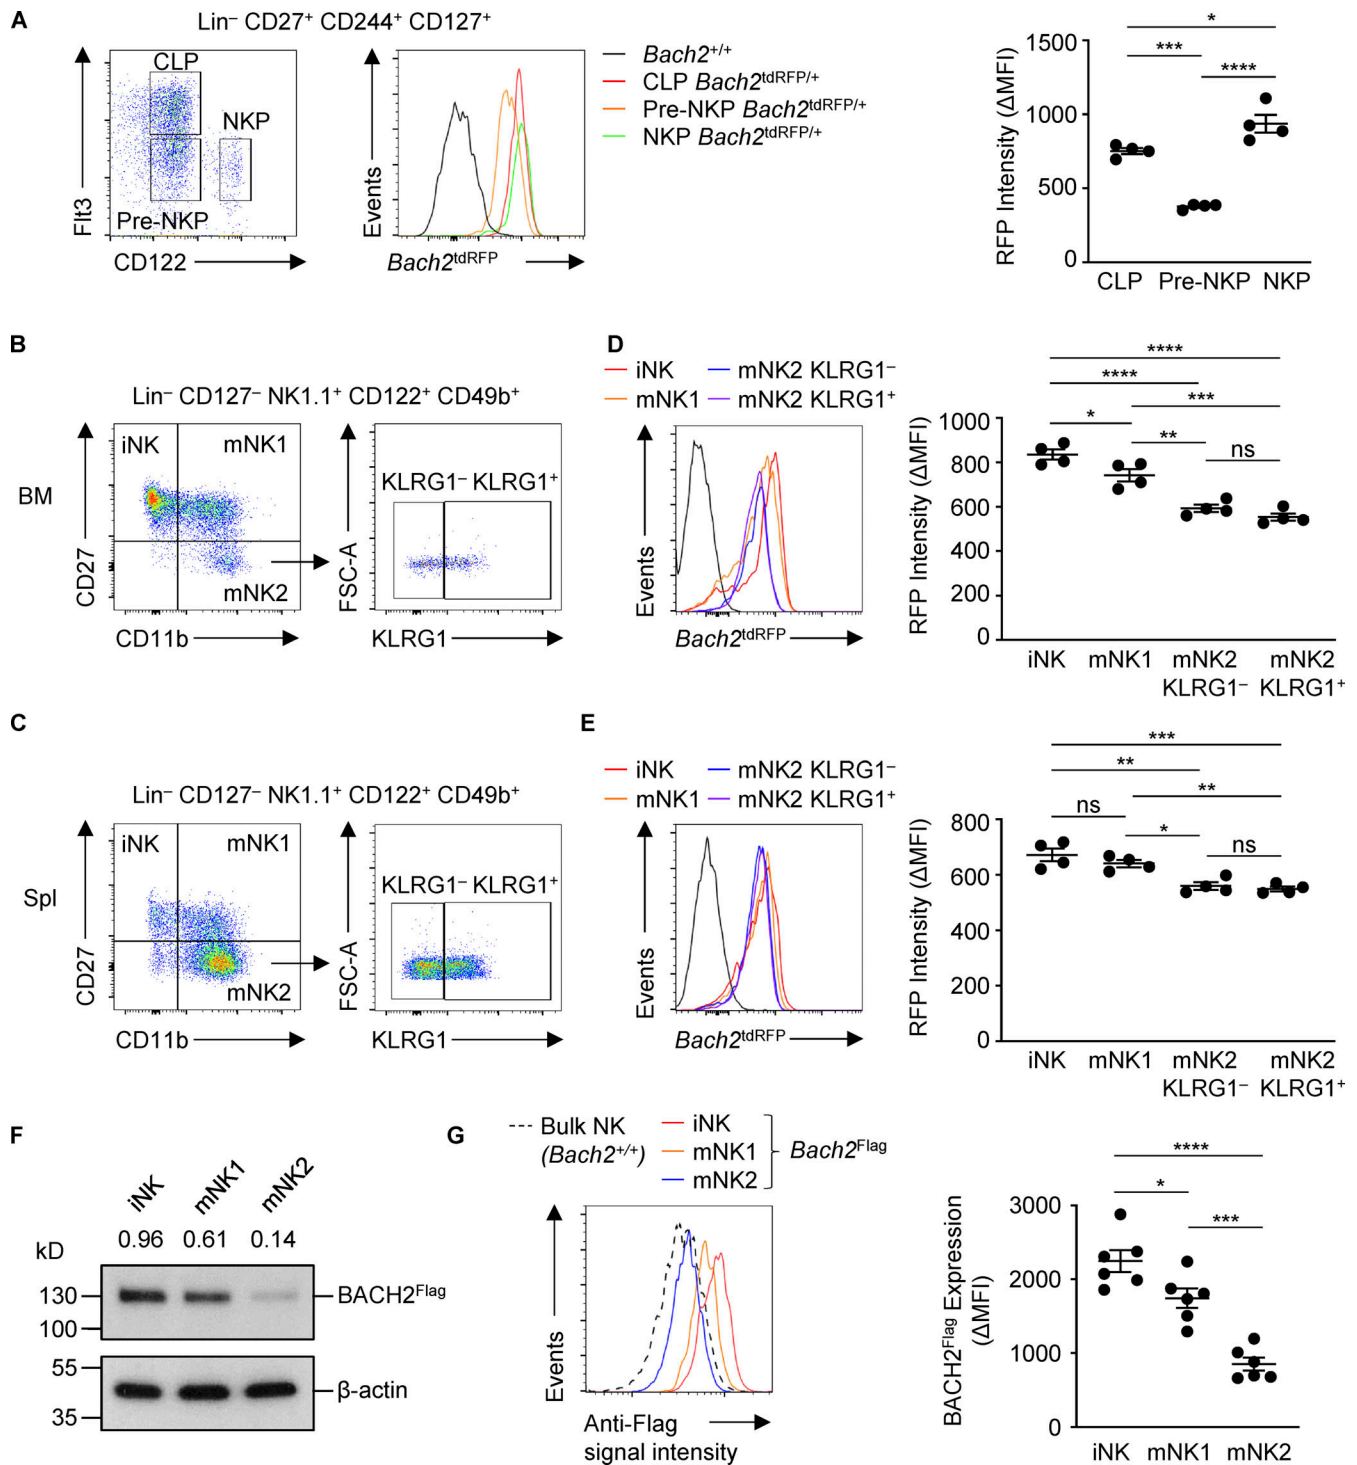 A
Lin– CD27+ CD244+ CD127+
CLP
NKP
Pre-NKP
Flt3
CD122
Events
Bach2tdRFP
Bach2+/+
CLP Bach2tdRFP/+
Pre-NKP Bach2tdRFP/+
NKP Bach2tdRFP/+
RFP Intensity (ΔMFI)
1500
1000
500
0
*
***
****
CLP Pre-NKP NKP
B
Lin– CD127– NK1.1+ CD122+ CD49b+
BM
iNK
mNK1
mNK2
CD27
CD11b
KLRG1– KLRG1+
FSC-A
KLRG1
D
iNK
mNK1
mNK2 KLRG1–
mNK2 KLRG1+
Events
Bach2tdRFP
RFP Intensity (ΔMFI)
1000
800
600
400
200
0
****
****
***
*
**
ns
iNK mNK1 mNK2 mNK2
KLRG1– KLRG1+
C
Lin– CD127– NK1.1+ CD122+ CD49b+
Spl
iNK
mNK1
mNK2
CD27
CD11b
KLRG1– KLRG1+
FSC-A
KLRG1
E
iNK
mNK1
mNK2 KLRG1–
mNK2 KLRG1+
Events
Bach2tdRFP
RFP Intensity (ΔMFI)
800
600
400
200
0
***
**
**
ns
*
ns
iNK mNK1 mNK2 mNK2
KLRG1– KLRG1+
F
iNK mNK1 mNK2
kD
0.96 0.61 0.14
130
100
BACH2Flag
55
35
β-actin
G
Bulk NK
(Bach2+/+)
iNK
mNK1
mNK2
Bach2Flag
Events
Anti-Flag
signal intensity
BACH2Flag Expression
(ΔMFI)
3000
2000
1000
0
****
*
***
iNK mNK1 mNK2